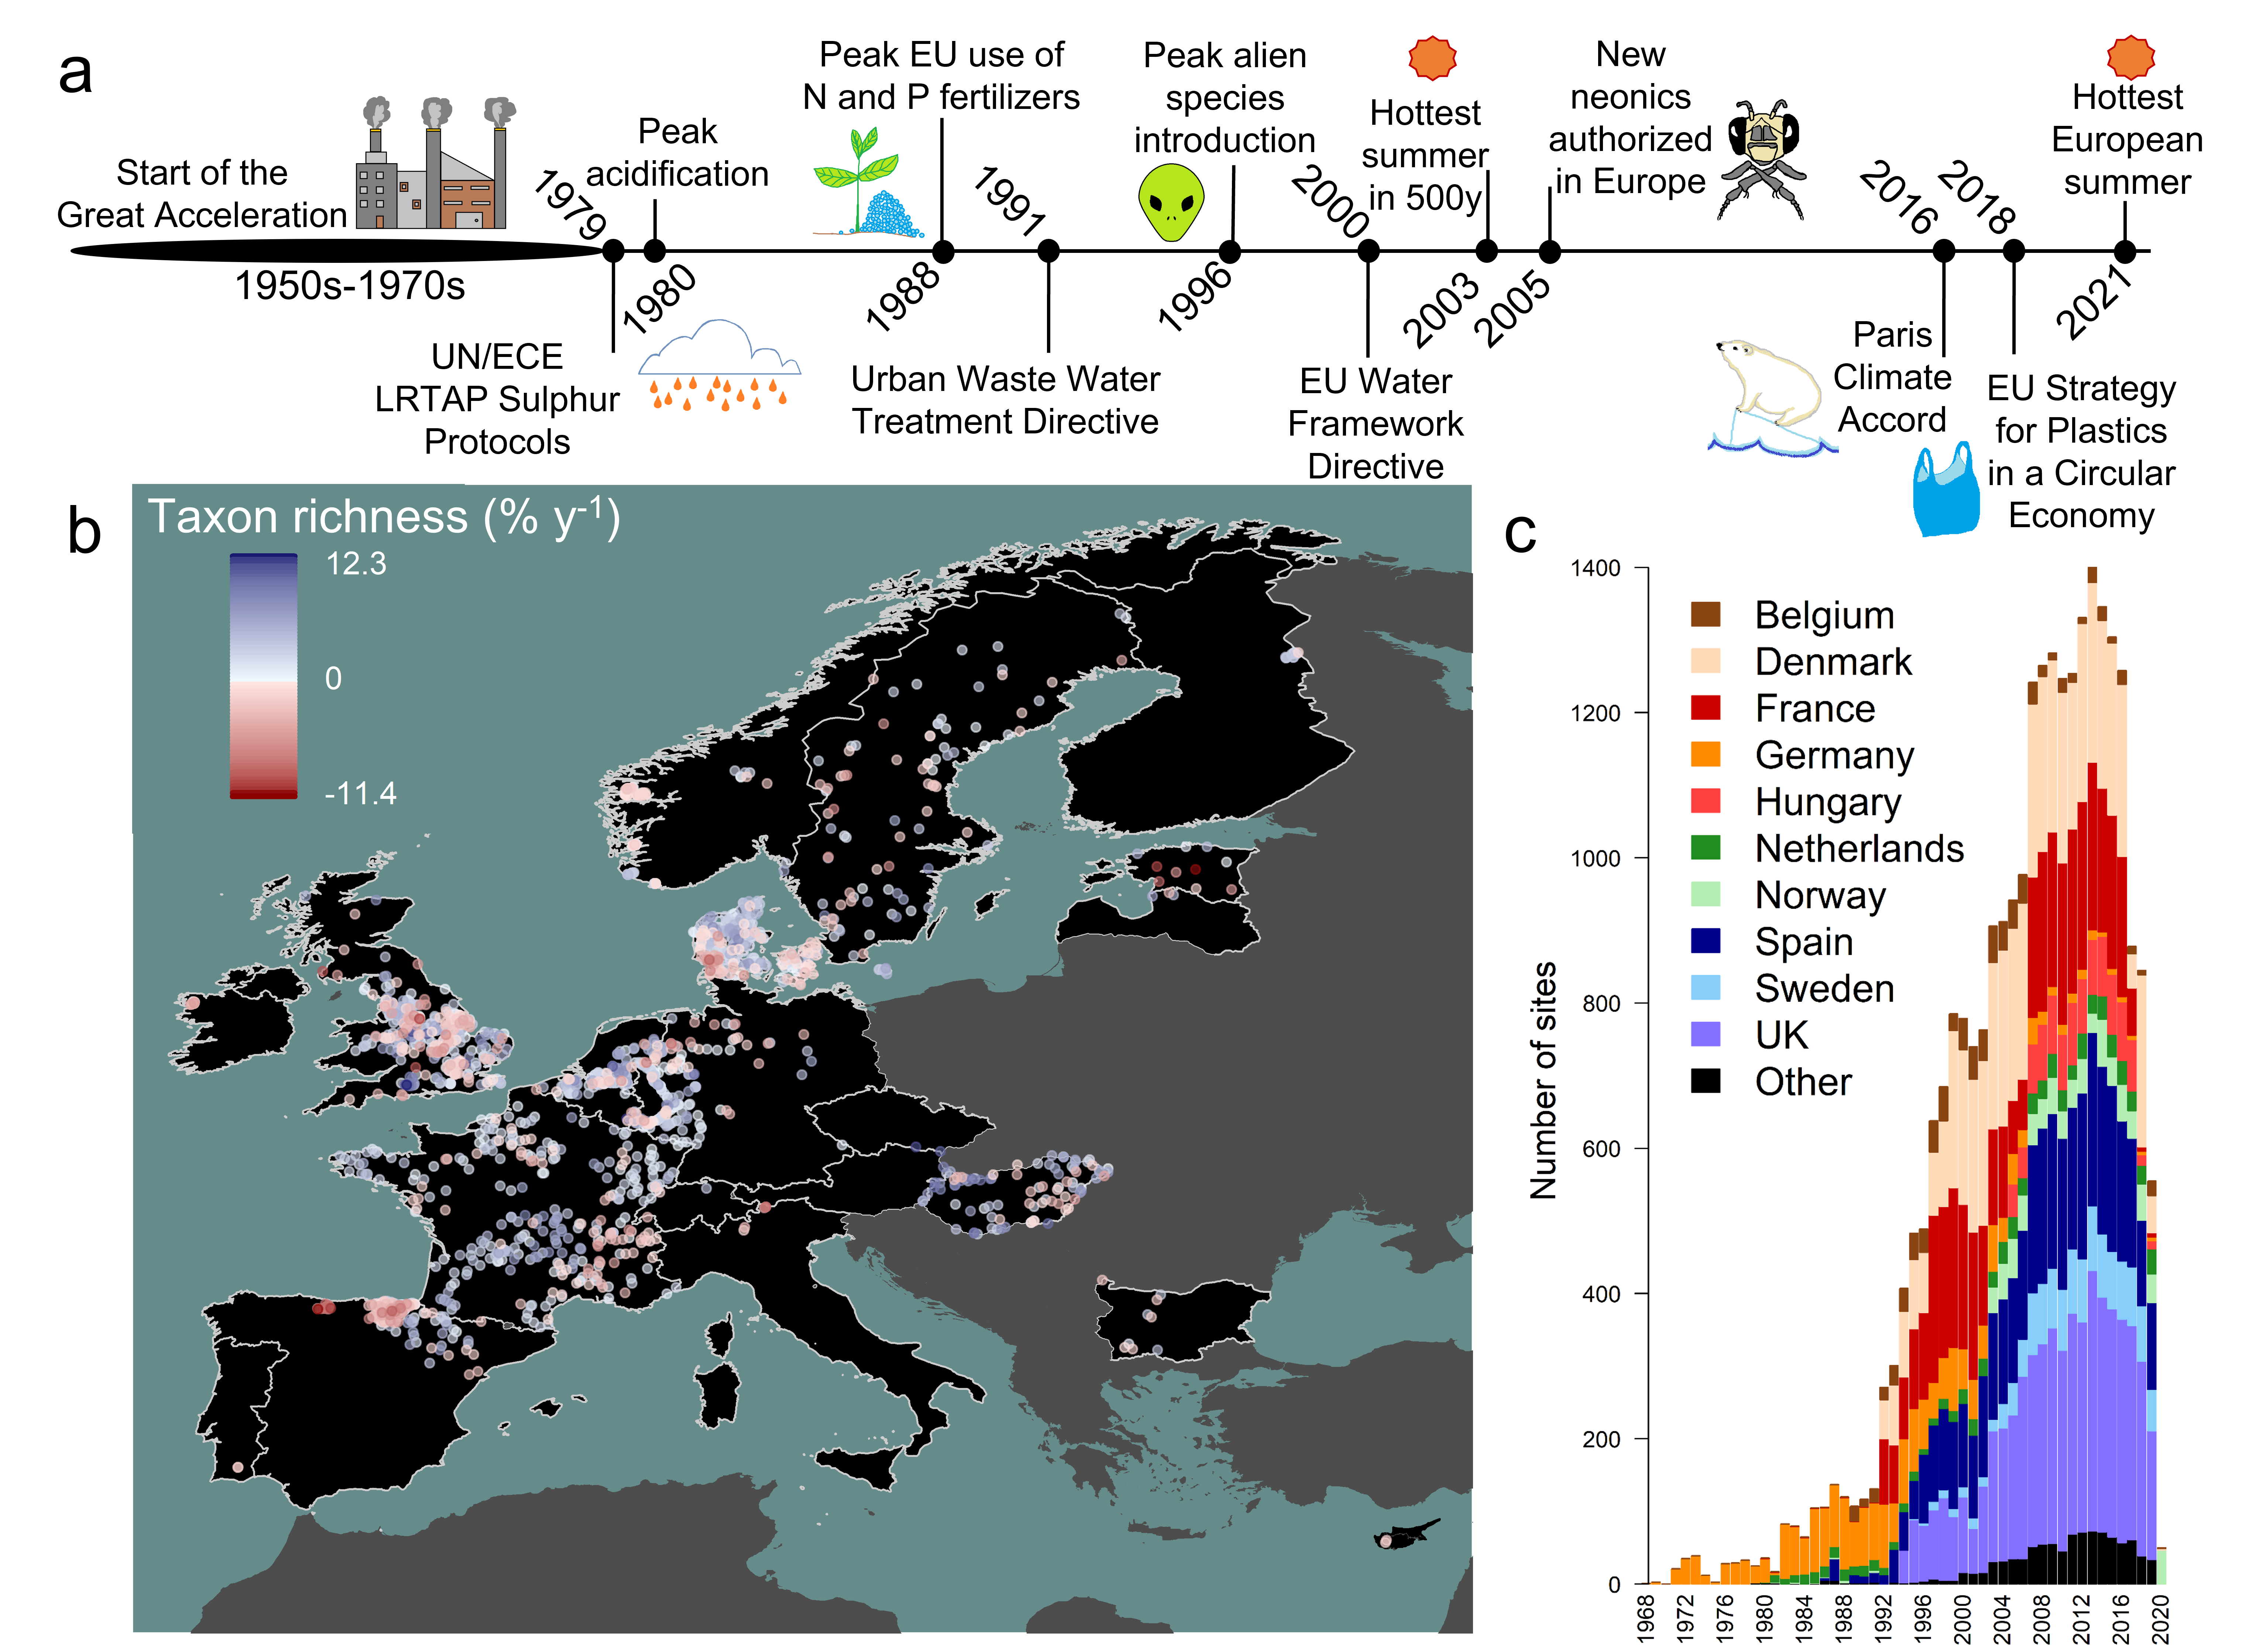 a
Start of the
Great Acceleration
1950s-1970s
1979
UN/ECE
LRTAP Sulphur
Protocols
Peak
acidification
1980
Peak EU use of
N and P fertilizers
1988
1991
Urban Waste Water
Treatment Directive
Peak alien
species
introduction
1996
2000
EU Water
Framework
Directive
Hottest
summer
in 500y
2003
New
neonics
authorized
in Europe
2005
2016
Paris
Climate
Accord
2018
EU Strategy
for Plastics
in a Circular
Economy
Hottest
European
summer
2021
b
Taxon richness (% y-1)
12.3
0
-11.4
c
Number of sites
1400
1200
1000
800
600
400
200
0
Belgium
Denmark
France
Germany
Hungary
Netherlands
Norway
Spain
Sweden
UK
Other
1968
1972
1976
1980
1984
1988
1992
1996
2000
2004
2008
2012
2016
2020